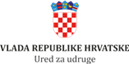 VLADA REPUBLIKE HRVATSKE
Ured za udruge